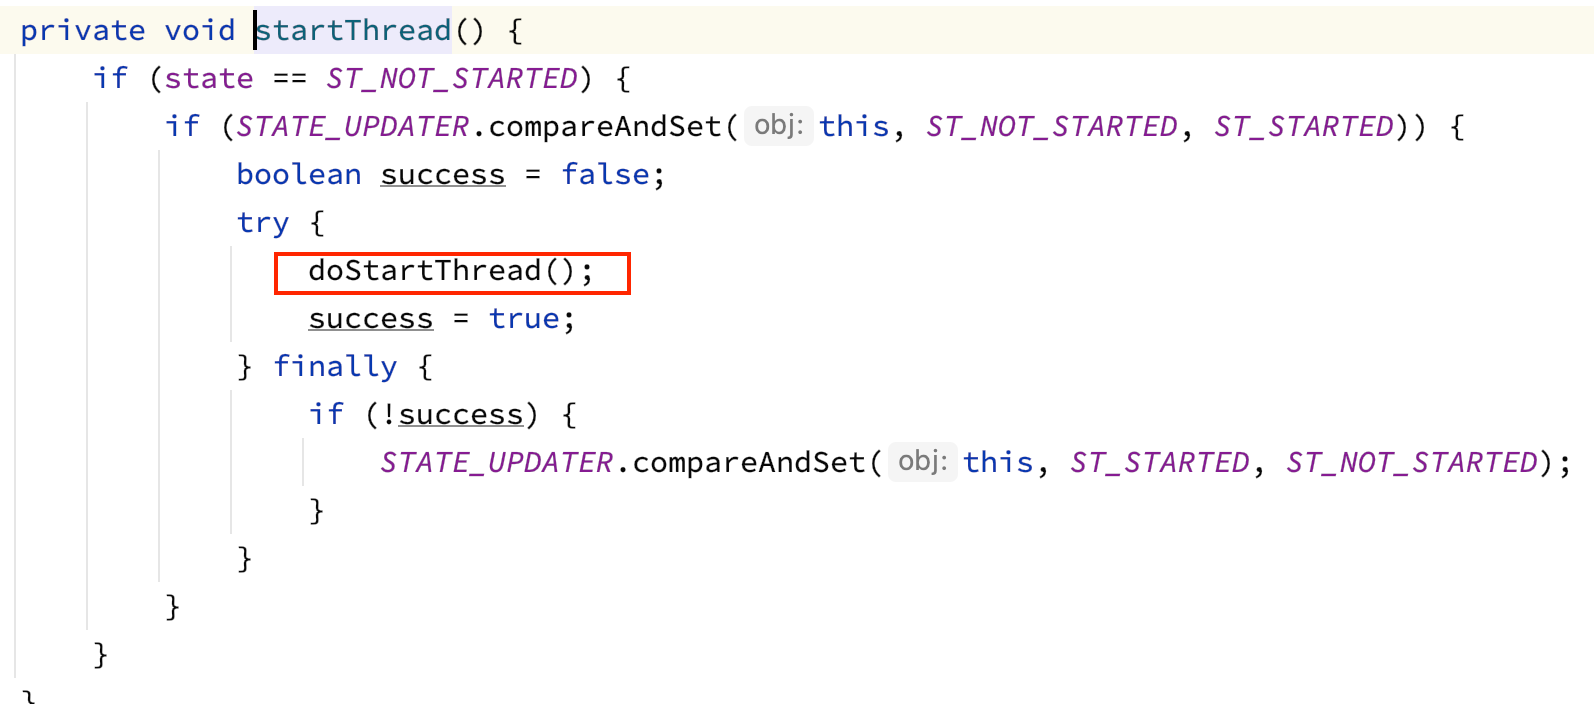 private void startThread() {
if (state == ST_NOT_STARTED) {
if (STATE_UPDATER.compareAndSet( obj: this, ST_NOT_STARTED, ST_STARTED)) {
boolean success = false;
try {
doStartThread();
success = true;
} finally {
if (!success) {
STATE_UPDATER.compareAndSet( obj: this, ST_STARTED, ST_NOT_STARTED);
}
}
}
}
}